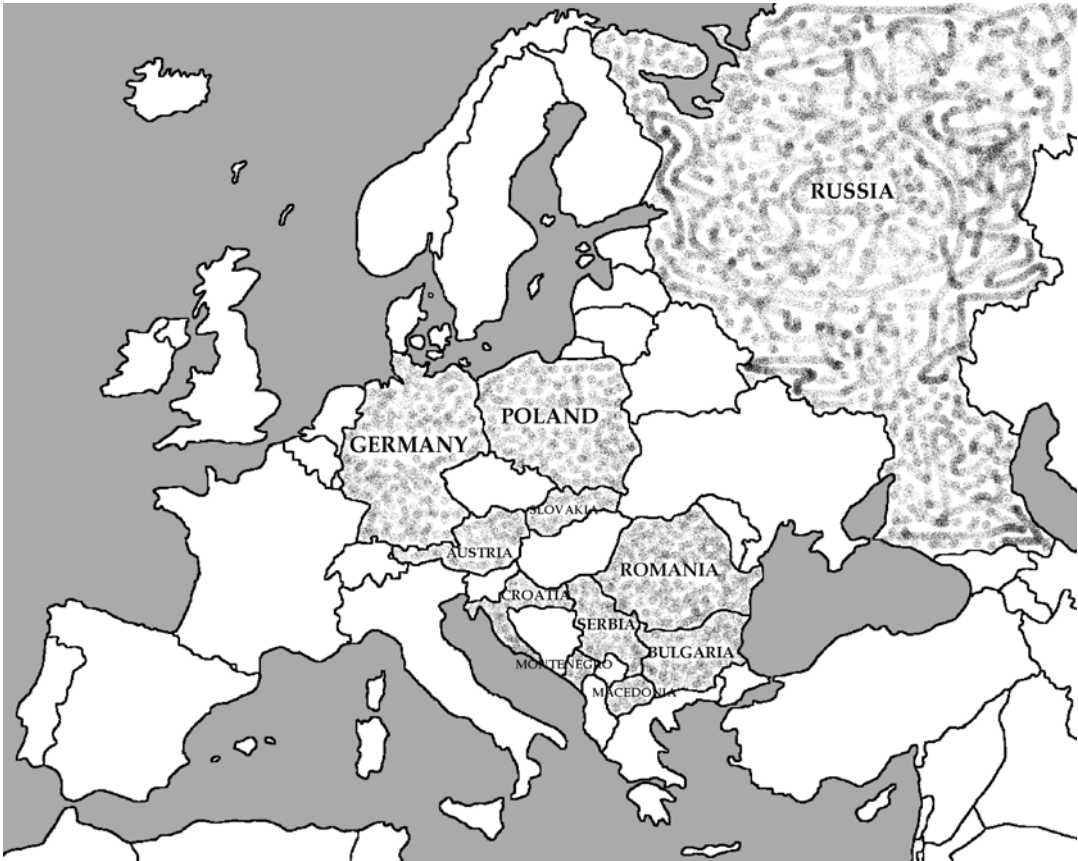 RUSSIA
POLAND
GERMANY
SLOVAKIA
AUSTRIA
ROMANIA
CROATIA
SERBIA
BULGARIA
MONTENEGRO
MACEDONIA